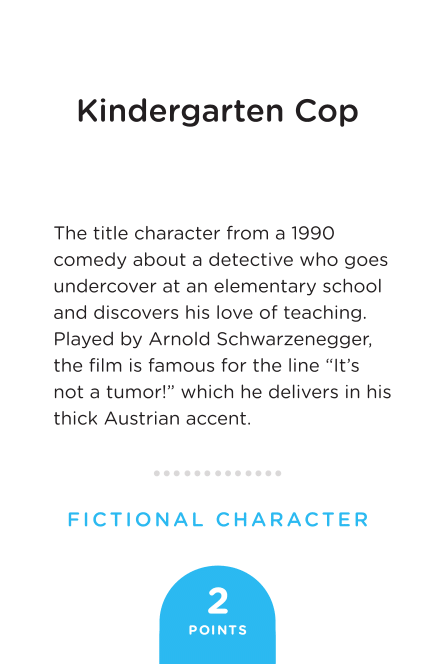 Kindergarten Cop
The title character from a 1990
comedy about a detective who goes
undercover at an elementary school
and discovers his love of teaching.
Played by Arnold Schwarzenegger,
the film is famous for the line “It’s
not a tumor!” which he delivers in his
thick Austrian accent.
FICTIONAL CHARACTER
2
POINTS